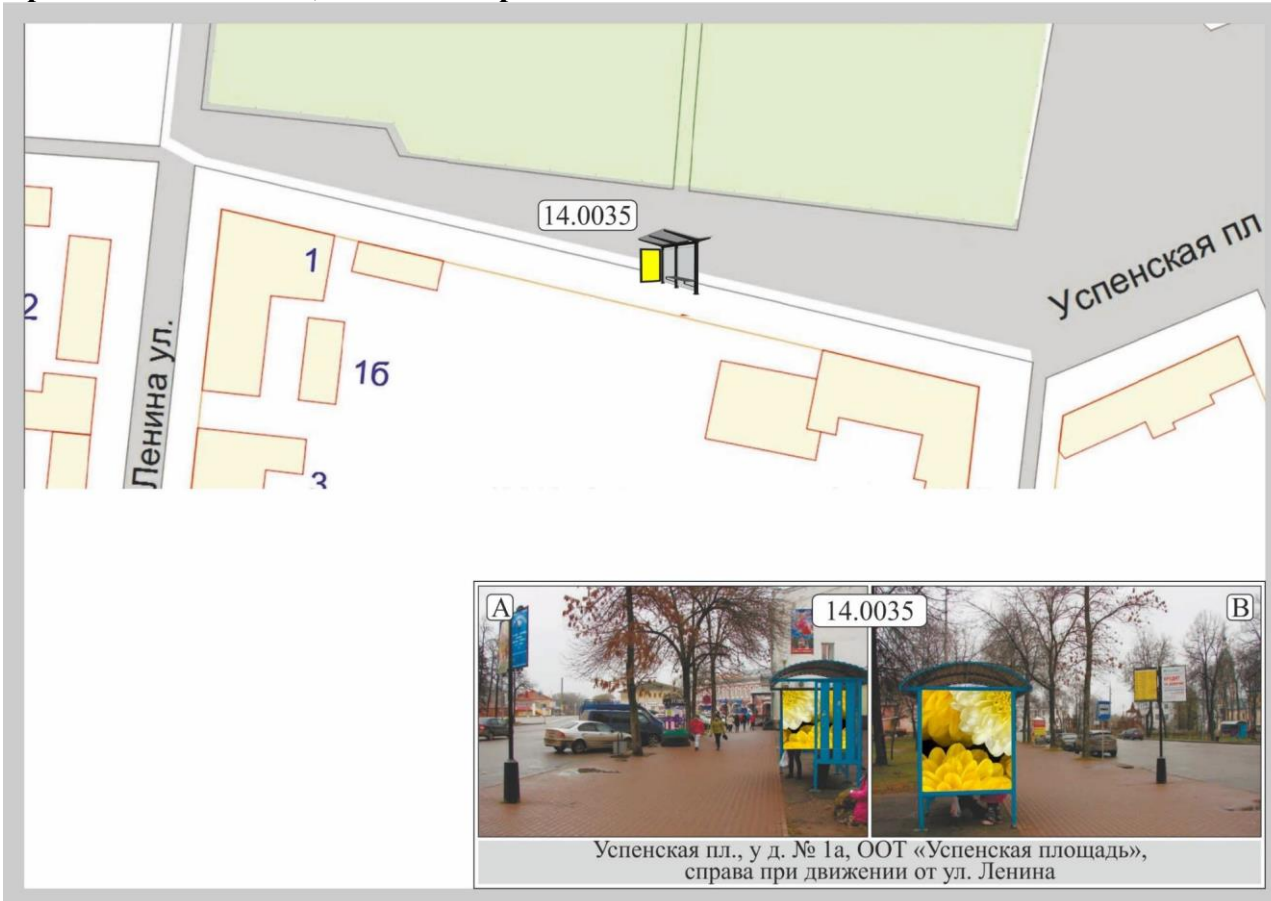 14.0035
Успенская пл
1
1б
2
Ленина ул.
3
A
14.0035
B
Успенская пл., у д. № 1а, ООТ «Успенская площадь»,
справа при движении от ул. Ленина